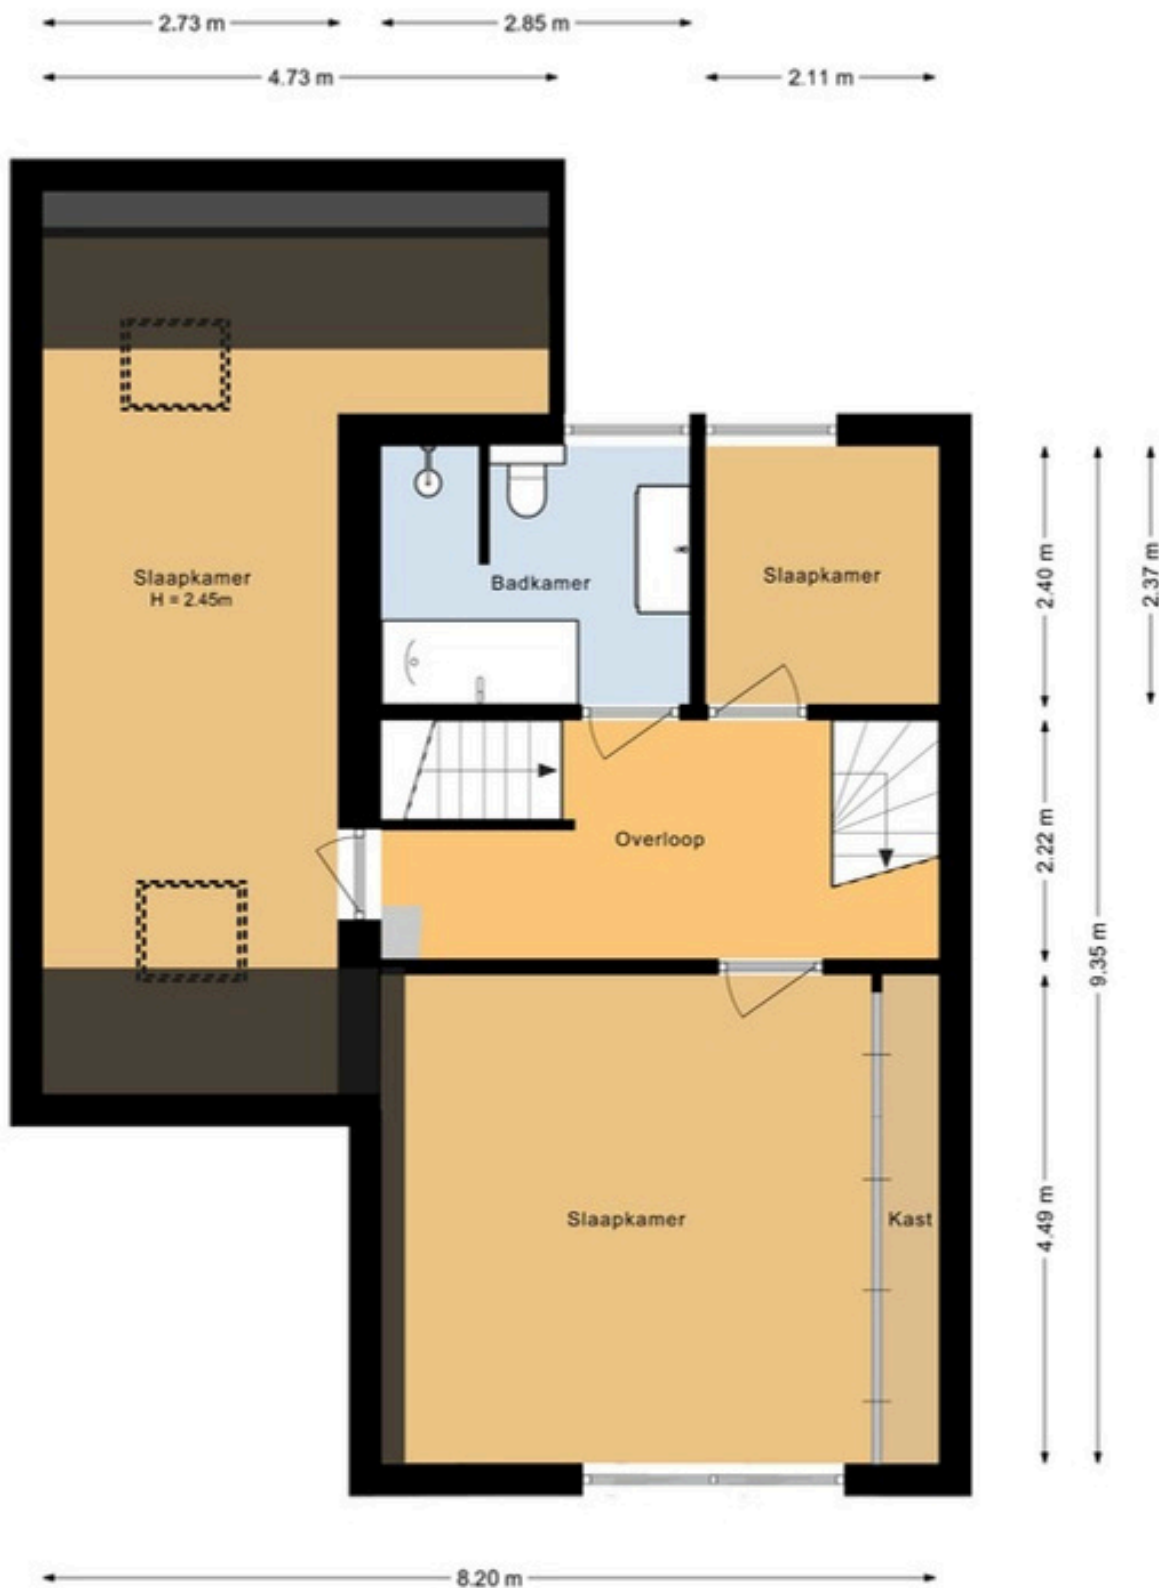 2.73 m
2.85 m
4.73 m
2.11 m
Slaapkamer
H = 2.45m
Badkamer
Slaapkamer
2.40 m
2.37 m
Overloop
2.22 m
9.35 m
Slaapkamer
Kast
4.49 m
8.20 m